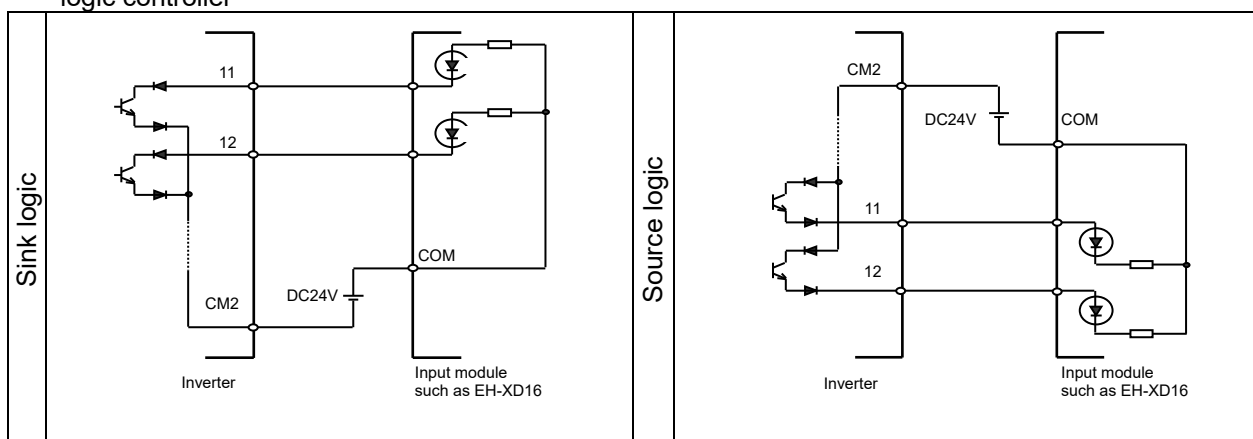 logic controller
Sink logic
11
12
CM2
DC24V
COM
Inverter
Input module
such as EH-XD16
Source logic
CM2
DC24V
COM
11
12
Inverter
Input module
such as EH-XD16